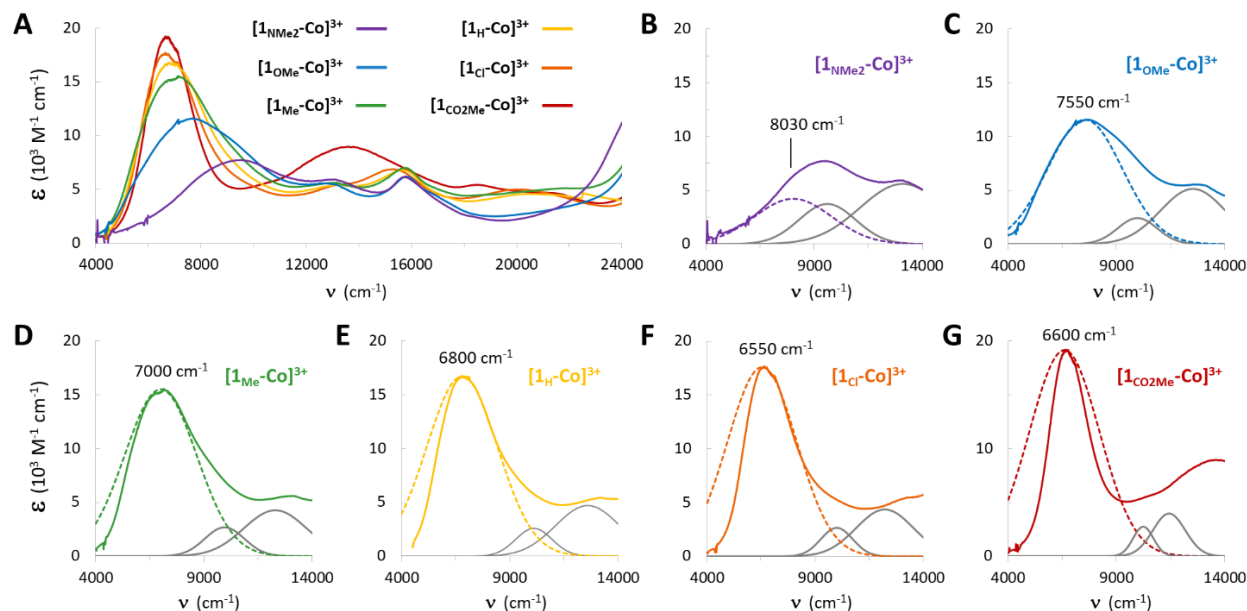 A
[1NMe2-Co]3+
[1H-Co]3+
[1OMe-Co]3+
[1Cl-Co]3+
[1Me-Co]3+
[1CO2Me-Co]3+
20
15
10
5
0
ε (10³ M⁻¹ cm⁻¹)
4000 8000 12000 16000 20000 24000
ν (cm⁻¹)
B
[1NMe2-Co]3+
8030 cm⁻¹
20
15
10
5
0
4000 9000 14000
ν (cm⁻¹)
C
[1OMe-Co]3+
7550 cm⁻¹
20
15
10
5
0
4000 9000 14000
ν (cm⁻¹)
D
7000 cm⁻¹
[1Me-Co]3+
20
15
10
5
0
ε (10³ M⁻¹ cm⁻¹)
4000 9000 14000
ν (cm⁻¹)
E
6800 cm⁻¹
[1H-Co]3+
20
15
10
5
0
4000 9000 14000
ν (cm⁻¹)
F
6550 cm⁻¹
[1Cl-Co]3+
20
15
10
5
0
4000 9000 14000
ν (cm⁻¹)
G
6600 cm⁻¹
[1CO2Me-Co]3+
20
15
10
5
0
4000 9000 14000
ν (cm⁻¹)